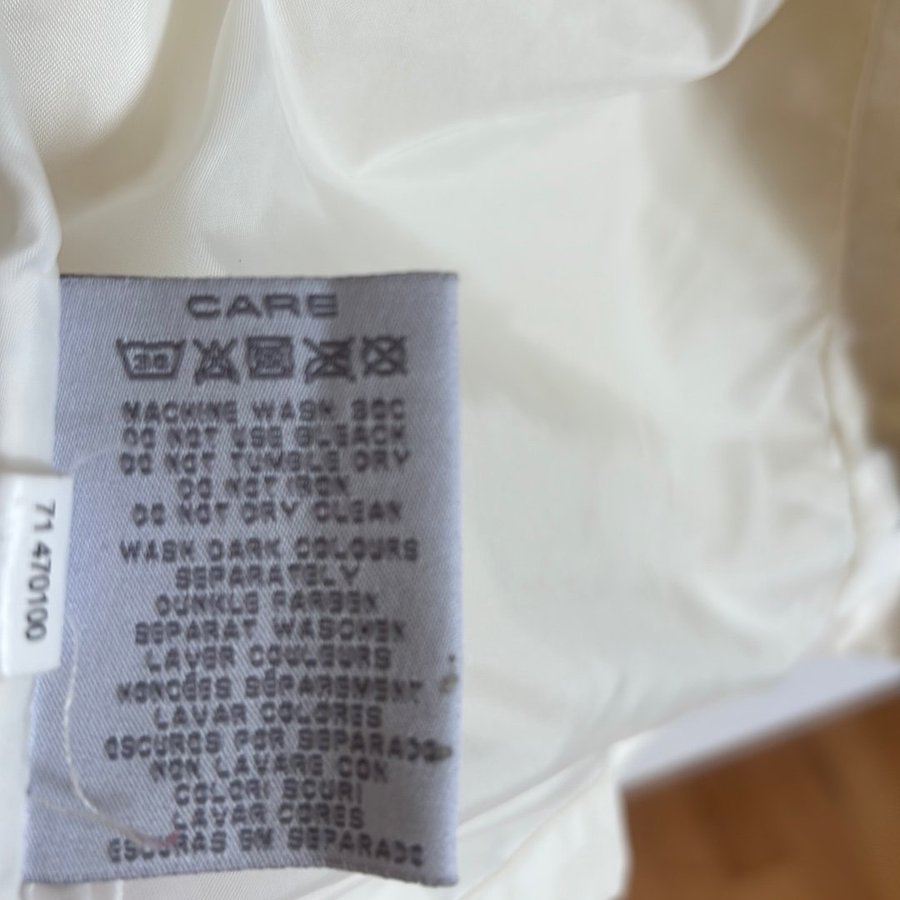 CARE
30
MACHINE WASH 30C
DO NOT USE BLEACH
DO NOT TUMBLE DRY
DO NOT IRON
DO NOT DRY CLEAN
WASH DARK COLOURS
SEPARATELY
DUNKLE FARBEN
SEPARAT WASCHEN
LAVER COULEURS
FONCÉES SÉPAREMENT
LAVAR COLORES
OSCUROS POR SEPARADO
NON LAVARE CON
COLORI SCURI
LAVAR CORES
ESCURAS EM SEPARADO
71 470100